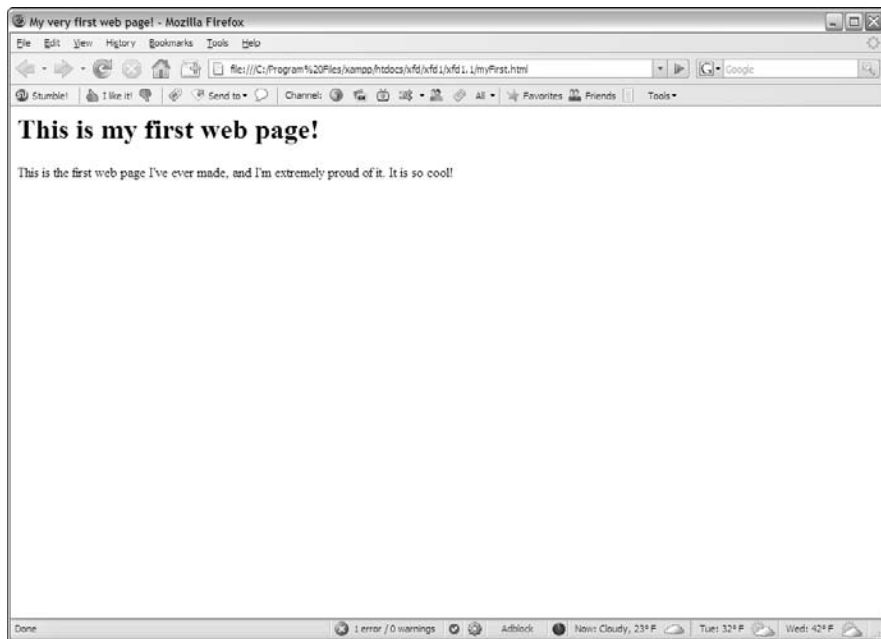 My very first web page! - Mozilla Firefox
File Edit View History Bookmarks Tools Help
file:///C:/Program%20Files/xampp/htdocs/xfd/xfd1/xfd1.1/myFirst.html G Google
Stumble! I like it! Send to Channel: All Favorites Friends Tools
This is my first web page!
This is the first web page I've ever made, and I'm extremely proud of it. It is so cool!
Done 1 error / 0 warnings Adblock Now: Cloudy, 23° F Tue: 32° F Wed: 42° F